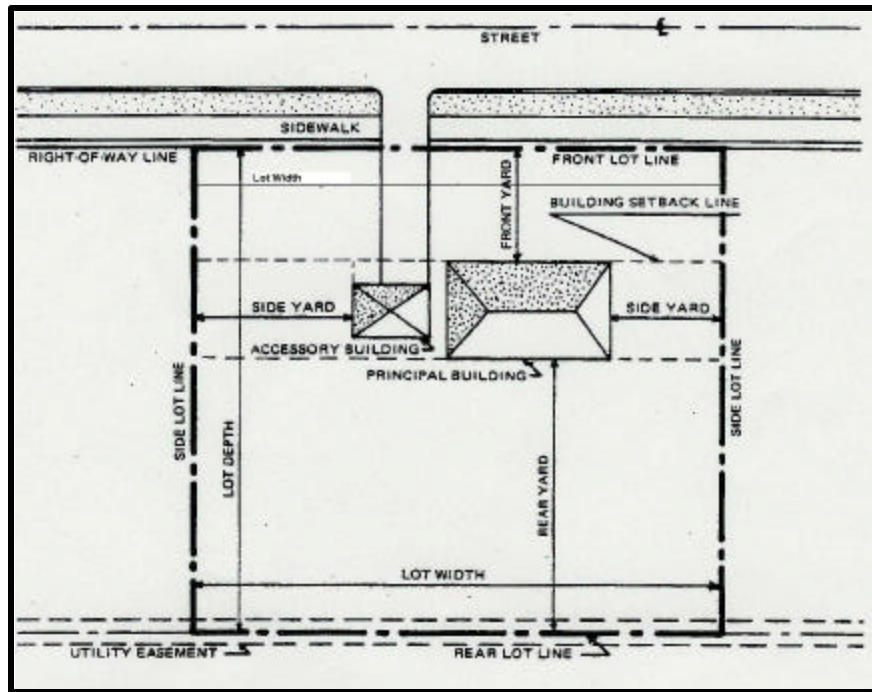 STREET
SIDEWALK
RIGHT-OF-WAY LINE
FRONT LOT LINE
Lot Width
FRONT YARD
BUILDING SETBACK LINE
SIDE YARD
SIDE YARD
ACCESSORY BUILDING
PRINCIPAL BUILDING
SIDE LOT LINE
SIDE LOT LINE
LOT DEPTH
REAR YARD
LOT WIDTH
UTILITY EASEMENT
REAR LOT LINE